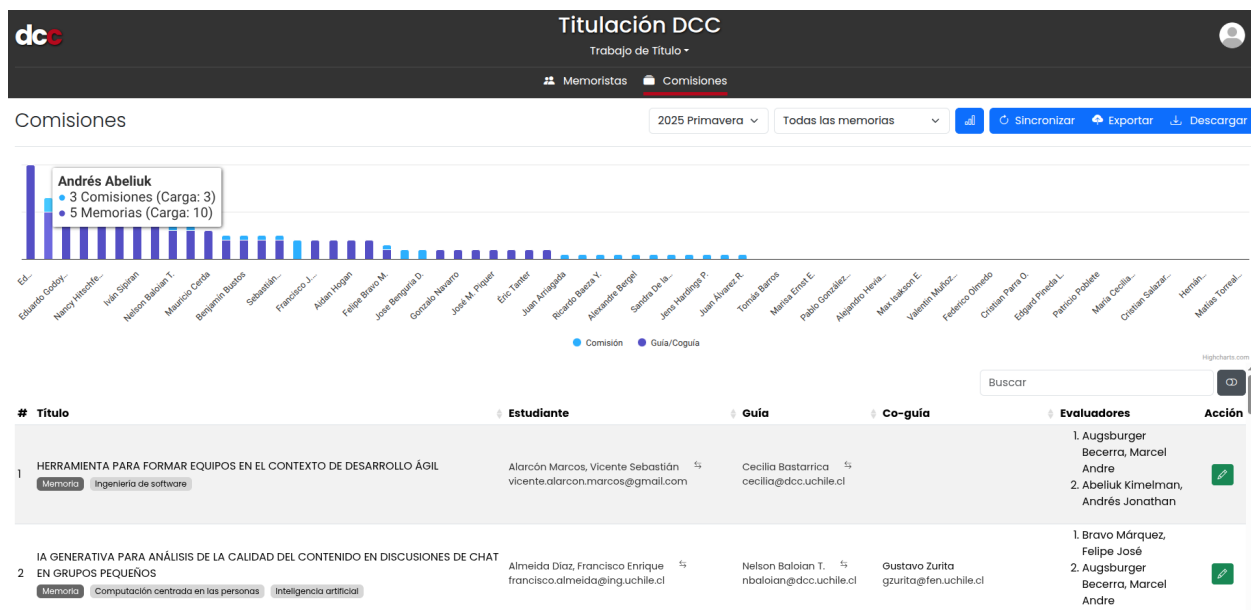 dcc
Titulación DCC
Trabajo de Título
Memoristas Comisiones
Comisiones
2025 Primavera
Todas las memorias
Sincronizar
Exportar
Descargar
Andrés Abeliuk
3 Comisiones (Carga: 3)
5 Memorias (Carga: 10)
Ed…
Eduardo Godoy…
Nancy Hitschfe…
Iván Sipiran
Nelson Baloian T.
Mauricio Cerda
Benjamin Bustos
Sebastián…
Francisco J.…
Aidan Hogan
Felipe Bravo M.
Jose Benguria D.
Gonzalo Navarro
José M. Piquer
Éric Tanter
Juan Arriagada
Ricardo Baeza Y.
Alexandre Bergel
Sandra De la…
Jens Hardings P.
Juan Álvarez R.
Tomás Barros
Marisa Ernst E.
Pablo González…
Alejandro Hevia…
Max Isakson E.
Valentin Muñoz…
Federico Olmedo
Cristian Parra O.
Edgard Pineda L.
Patricio Poblete
María Cecilia…
Cristian Salazar…
Hernán…
Matías Torreal…
Comisión Guía/Coguía
Highcharts.com
Buscar
# Título Estudiante Guía Co-guía Evaluadores Acción
1
HERRAMIENTA PARA FORMAR EQUIPOS EN EL CONTEXTO DE DESARROLLO ÁGIL
Memoria Ingeniería de software
Alarcón Marcos, Vicente Sebastián
vicente.alarcon.marcos@gmail.com
Cecilia Bastarrica
cecilia@dcc.uchile.cl
1. Augsburger
Becerra, Marcel
Andre
2. Abeliuk Kimelman,
Andrés Jonathan
2
IA GENERATIVA PARA ANÁLISIS DE LA CALIDAD DEL CONTENIDO EN DISCUSIONES DE CHAT
EN GRUPOS PEQUEÑOS
Memoria Computación centrada en las personas Inteligencia artificial
Almeida Díaz, Francisco Enrique
francisco.almeida@ing.uchile.cl
Nelson Baloian T.
nbaloian@dcc.uchile.cl
Gustavo Zurita
gzurita@fen.uchile.cl
1. Bravo Márquez,
Felipe José
2. Augsburger
Becerra, Marcel
Andre